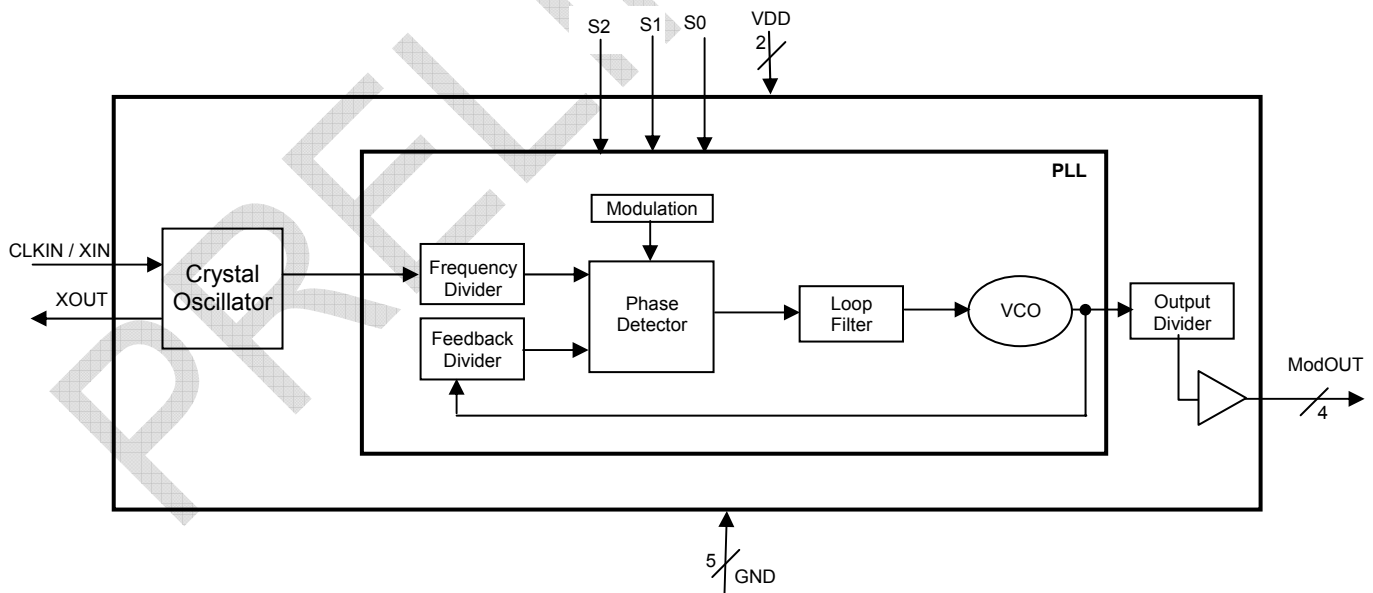 S2
S1
S0
VDD
2
PLL
Modulation
CLKIN / XIN
XOUT
Crystal
Oscillator
Frequency
Divider
Feedback
Divider
Phase
Detector
Loop
Filter
VCO
Output
Divider
ModOUT
4
5
GND
PRELI